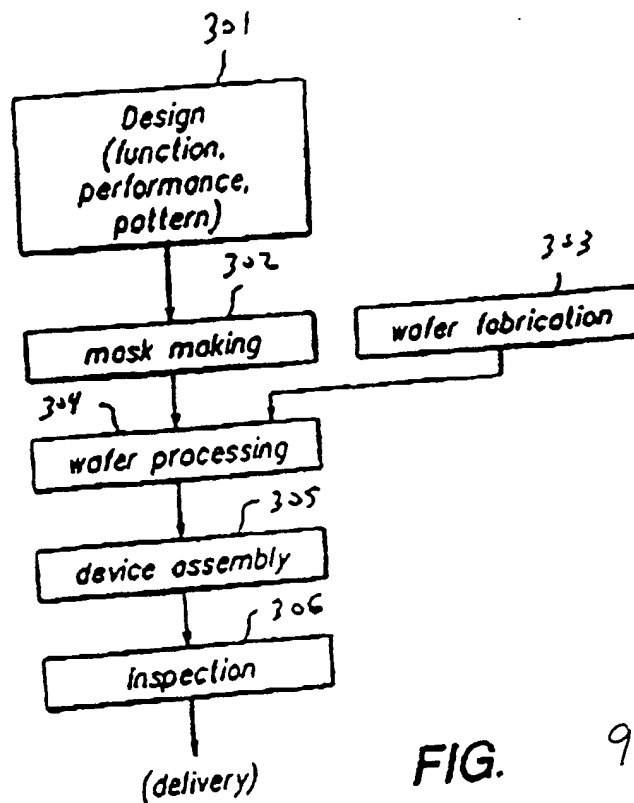 301
Design
(function,
performance,
pattern)
302
303
mask making
wafer fabrication
304
wafer processing
305
device assembly
306
inspection
(delivery)
FIG. 9